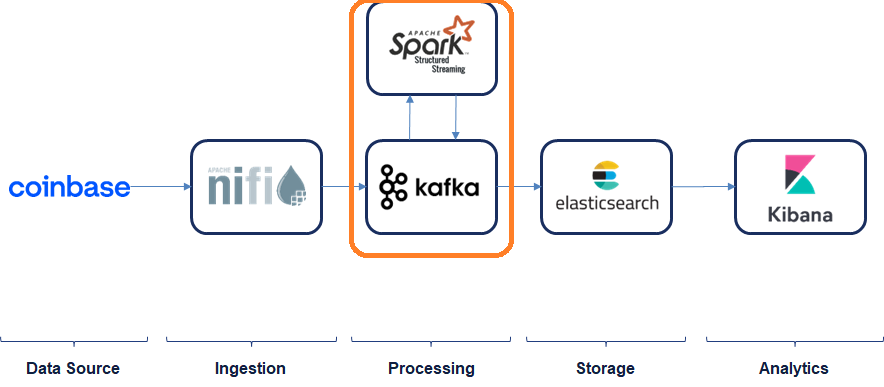 APACHE
Spark
Structured
Streaming
coinbase
APACHE
nifi
kafka
elasticsearch
Kibana
Data Source
Ingestion
Processing
Storage
Analytics